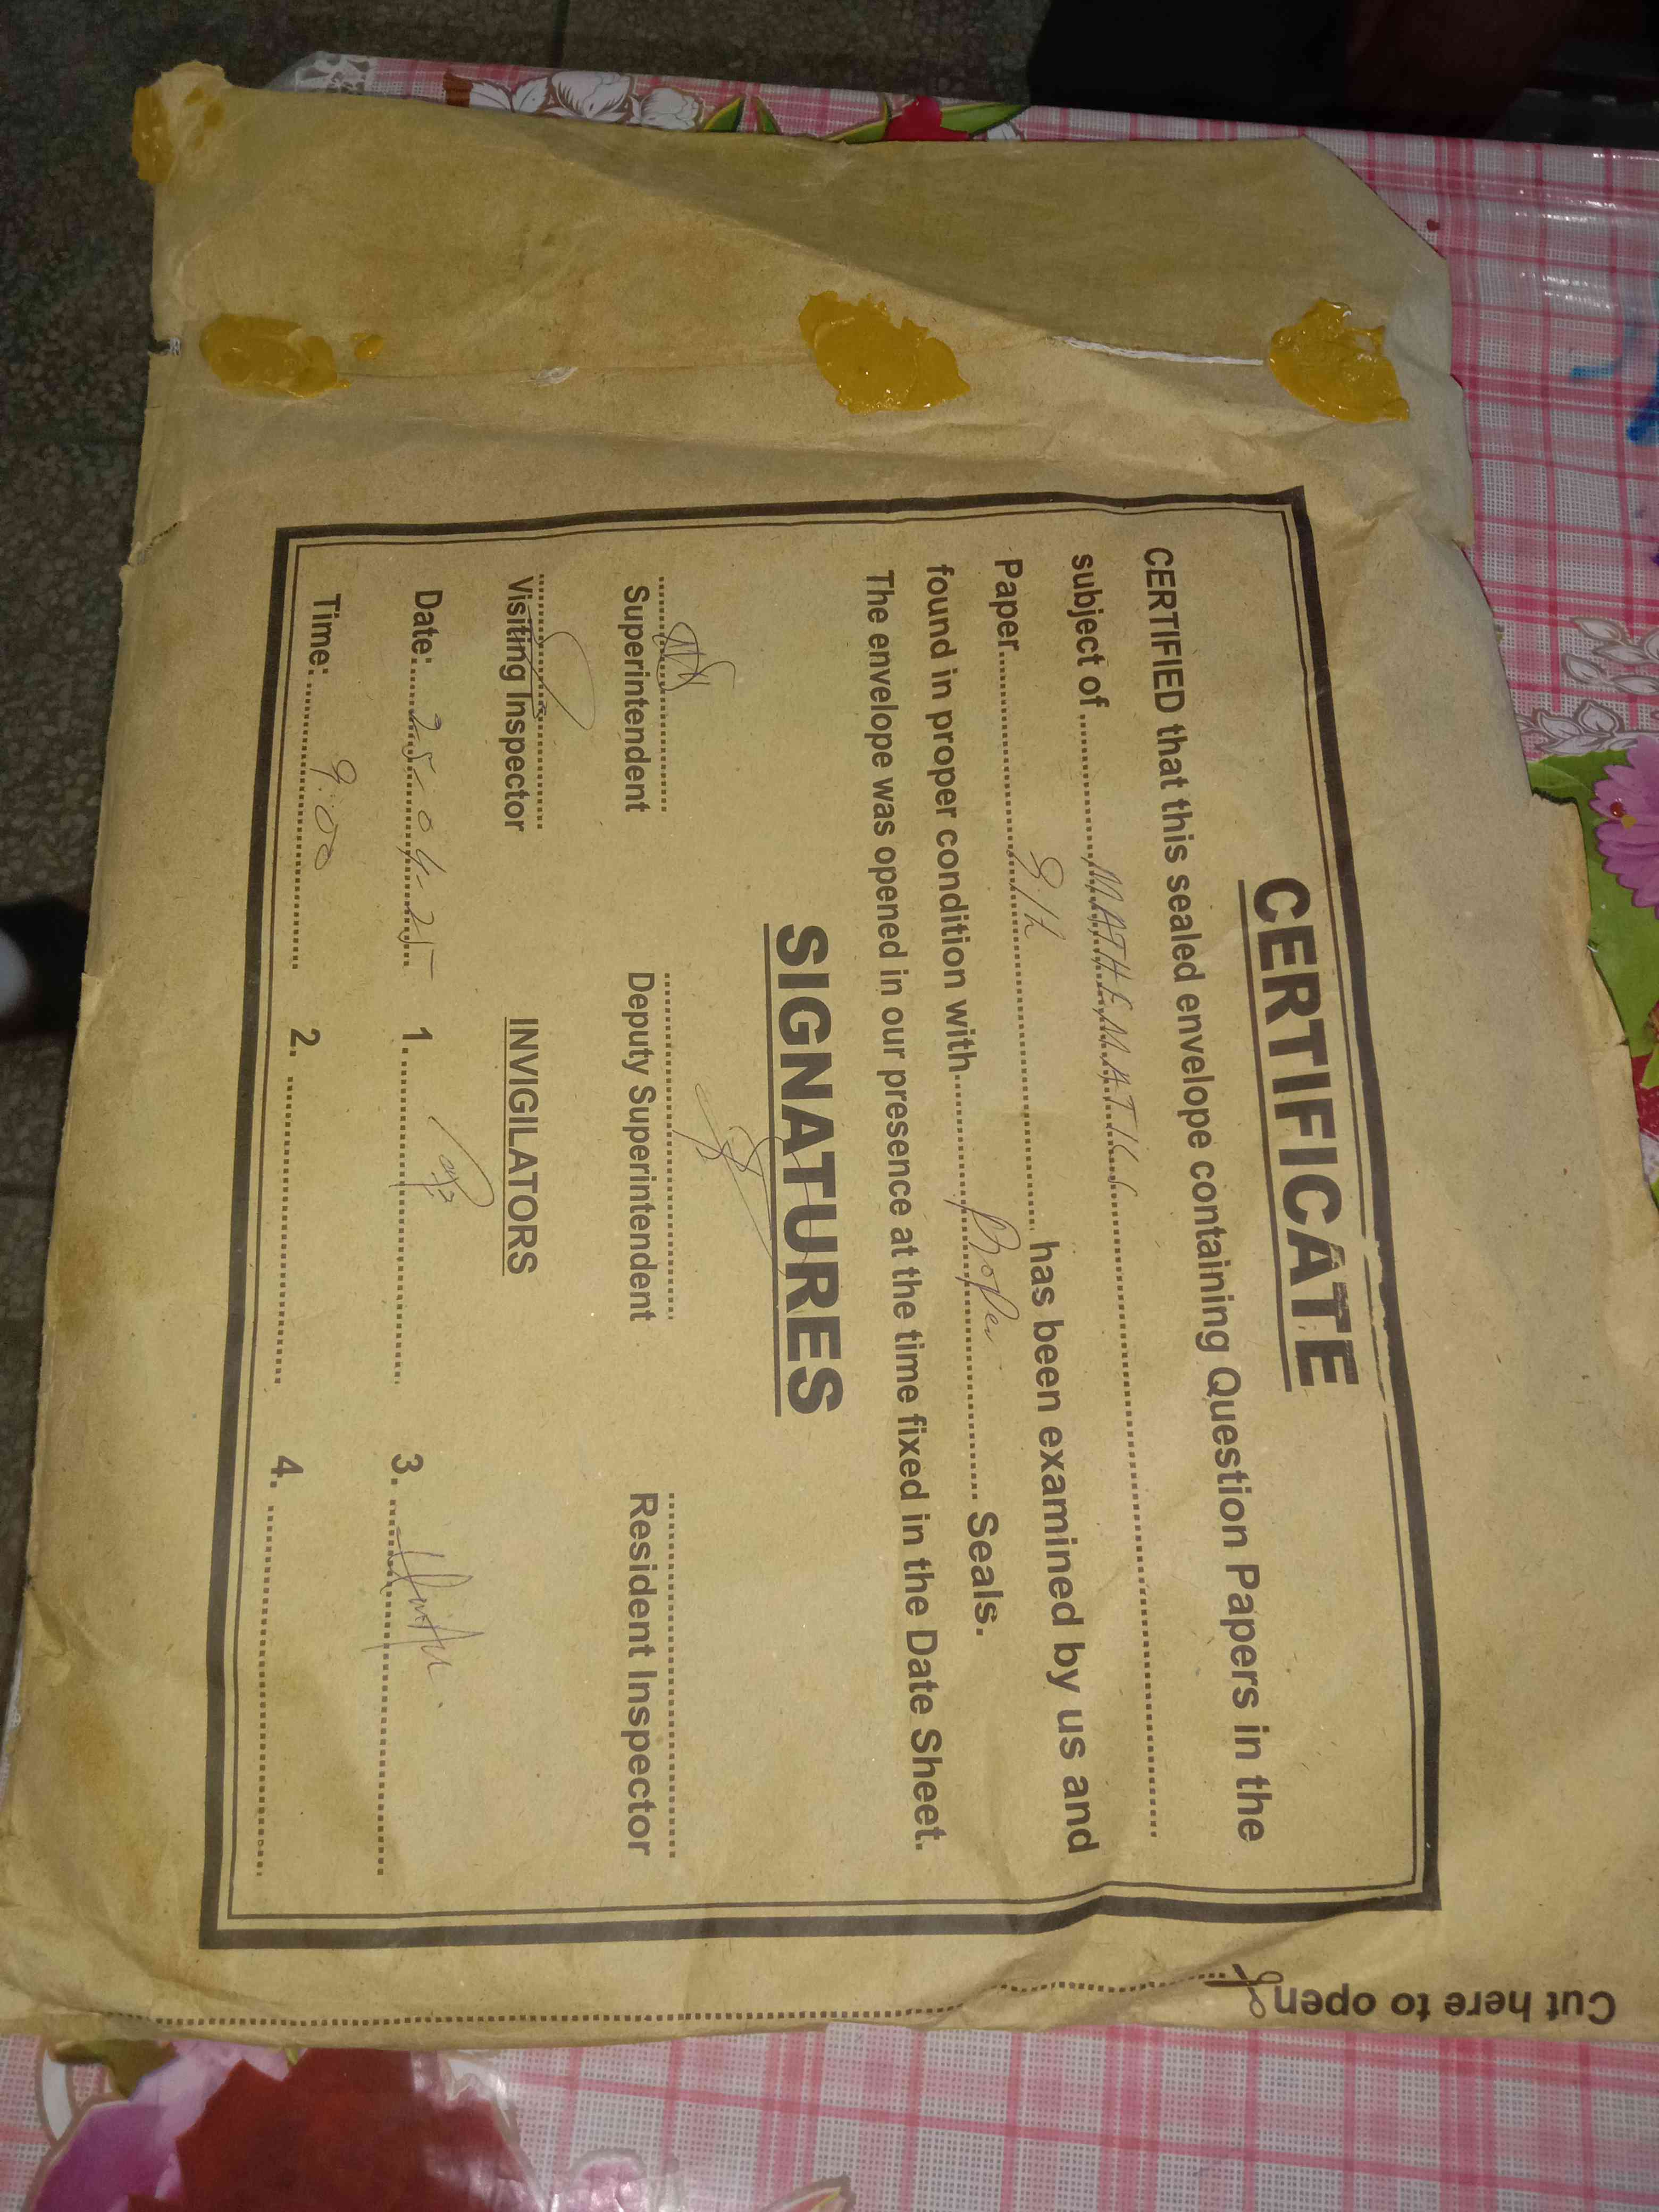 CERTIFICATE
CERTIFIED that this sealed envelope containing Question Papers in the
subject of ........MATHEMATICS........
Paper........9th........ has been examined by us and
found in proper condition with........Proper........ Seals.
The envelope was opened in our presence at the time fixed in the Date Sheet.
SIGNATURES
Superintendent Deputy Superintendent Resident Inspector
Visiting Inspector INVIGILATORS
Date:........25-04-25 1......... 3. ........
Time: ........9:00........ 2. ........ 4. ........
Cut here to open